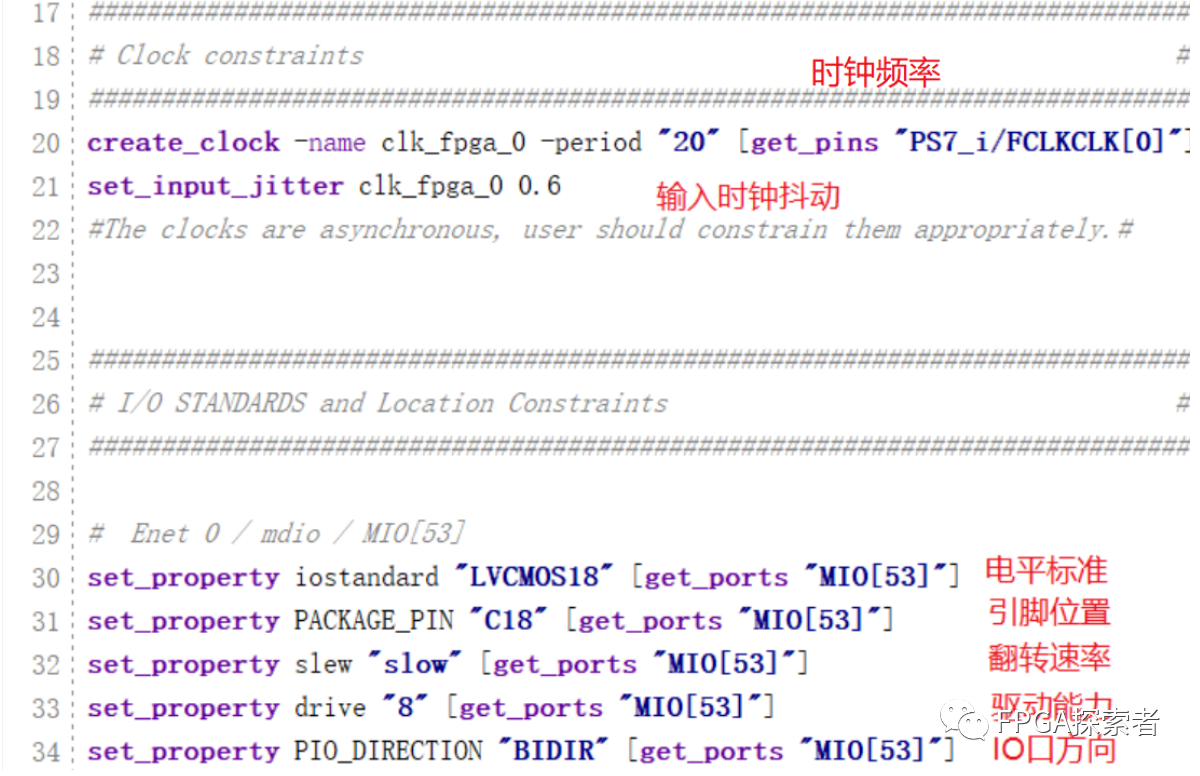 17 ##############################################################################
18 # Clock constraints #
时钟频率
19 ##############################################################################
20 create_clock -name clk_fpga_0 -period "20" [get_pins "PS7_i/FCLKCLK[0]"]
21 set_input_jitter clk_fpga_0 0.6
输入时钟抖动
22 #The clocks are asynchronous, user should constrain them appropriately.#
23
24
25 ##############################################################################
26 # I/O STANDARDS and Location Constraints #
27 ##############################################################################
28
29 # Enet 0 / mdio / MIO[53]
30 set_property iostandard "LVCMOS18" [get_ports "MIO[53]"] 电平标准
31 set_property PACKAGE_PIN "C18" [get_ports "MIO[53]"] 引脚位置
32 set_property slew "slow" [get_ports "MIO[53]"] 翻转速率
33 set_property drive "8" [get_ports "MIO[53]"] 驱动能力
FPGA探索者
34 set_property PIO_DIRECTION "BIDIR" [get_ports "MIO[53]"] IO口方向